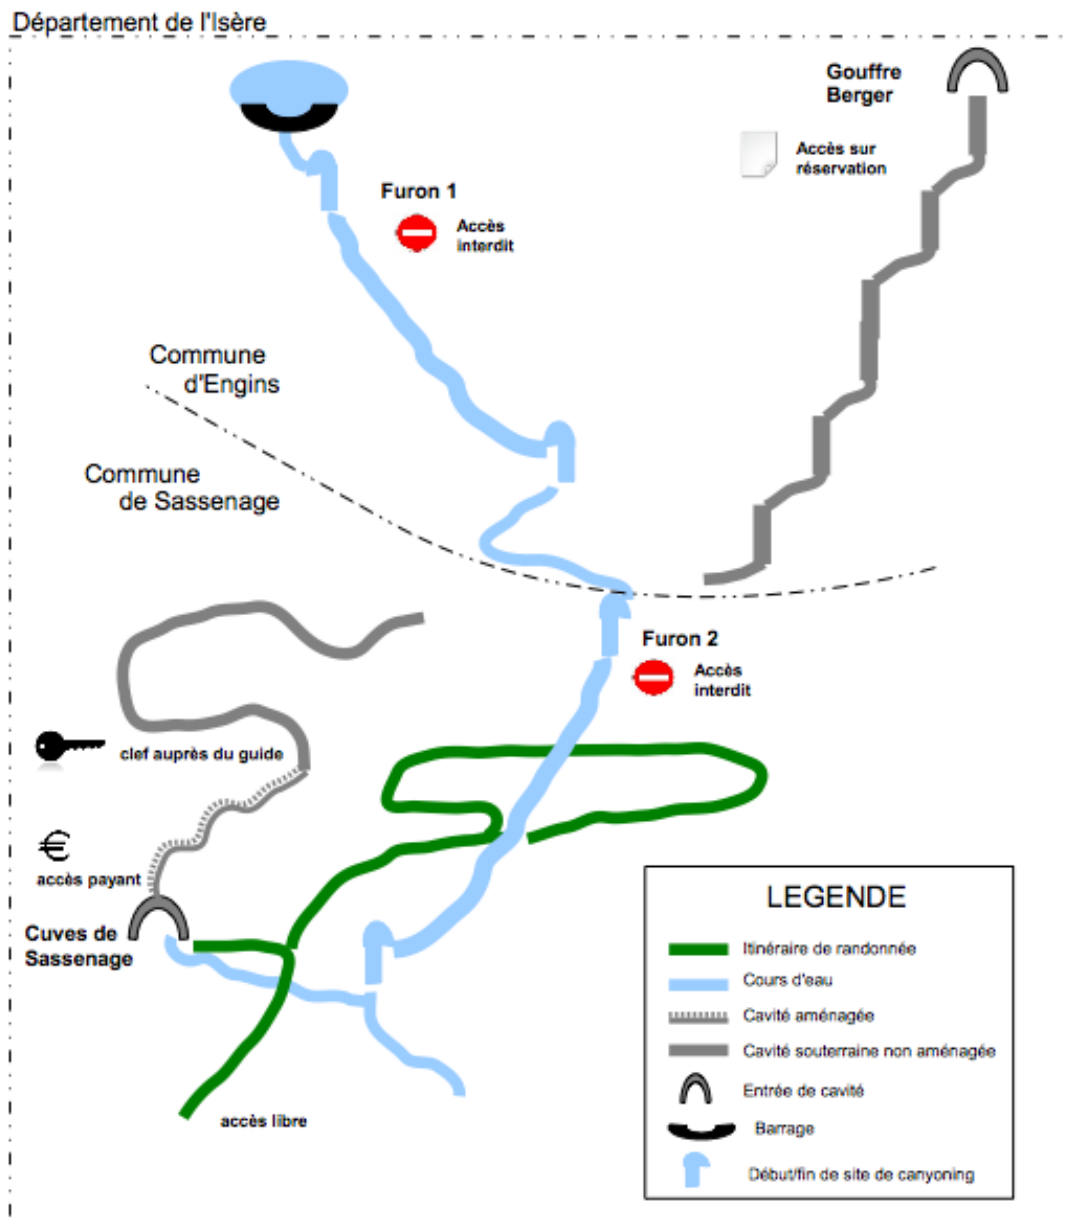 Département de l'Isère
Gouffre
Berger
Accès sur
réservation
Furon 1
Accès
interdit
Commune
d'Engins
Commune
de Sassenage
Furon 2
Accès
interdit
clef auprès du guide
€
accès payant
Cuves de
Sassenage
accès libre
LEGENDE
Itinéraire de randonnée
Cours d'eau
Cavité aménagée
Cavité souterraine non aménagée
Entrée de cavité
Barrage
Début/fin de site de canyoning